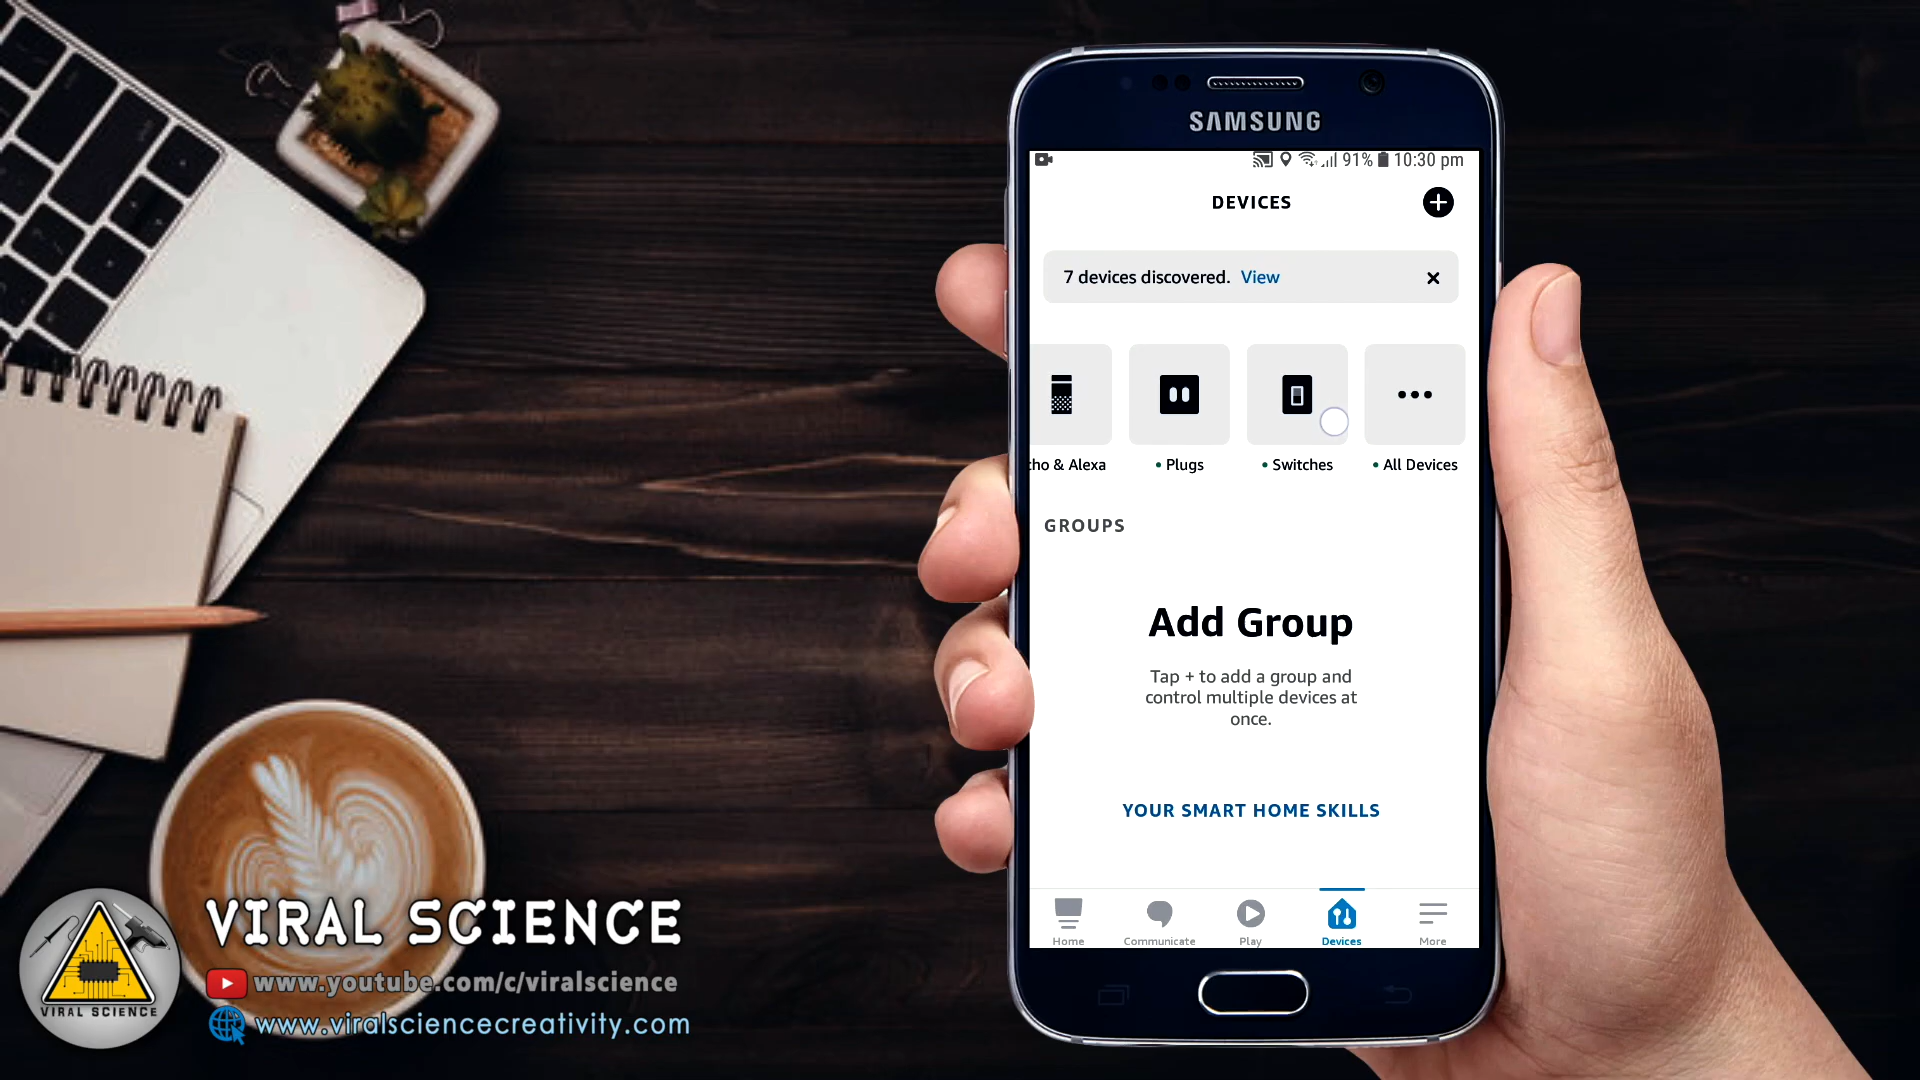 SAMSUNG
91% 10:30 pm
DEVICES
7 devices discovered. View
cho & Alexa
• Plugs
• Switches
• All Devices
GROUPS
Add Group
Tap + to add a group and
control multiple devices at
once.
YOUR SMART HOME SKILLS
Home
Communicate
Play
Devices
More
VIRAL SCIENCE
www.youtube.com/c/viralscience
www.viralsciencecreativity.com
VIRAL SCIENCE